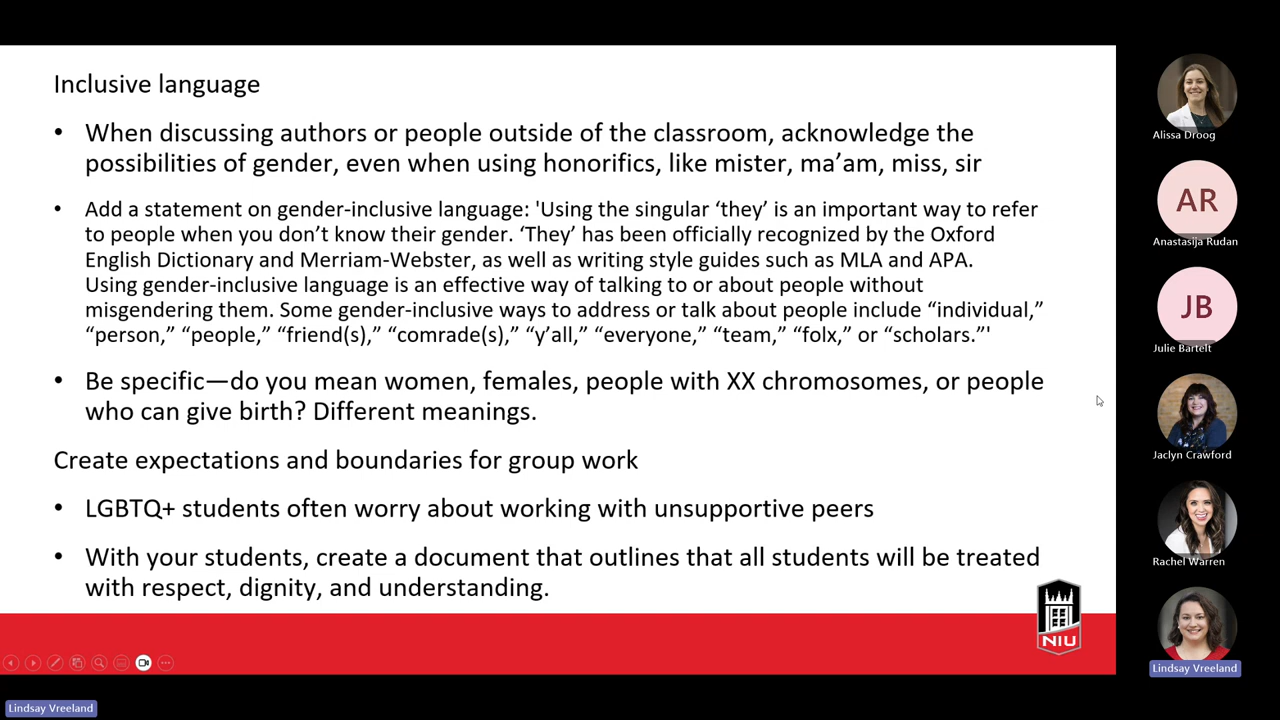 Inclusive language
• When discussing authors or people outside of the classroom, acknowledge the
possibilities of gender, even when using honorifics, like mister, ma’am, miss, sir
• Add a statement on gender-inclusive language: 'Using the singular ‘they’ is an important way to refer
to people when you don’t know their gender. ‘They’ has been officially recognized by the Oxford
English Dictionary and Merriam-Webster, as well as writing style guides such as MLA and APA.
Using gender-inclusive language is an effective way of talking to or about people without
misgendering them. Some gender-inclusive ways to address or talk about people include “individual,”
“person,” “people,” “friend(s),” “comrade(s),” “y’all,” “everyone,” “team,” “folx,” or “scholars.”'
• Be specific—do you mean women, females, people with XX chromosomes, or people
who can give birth? Different meanings.
Create expectations and boundaries for group work
• LGBTQ+ students often worry about working with unsupportive peers
• With your students, create a document that outlines that all students will be treated
with respect, dignity, and understanding.
NIU
Lindsay Vreeland
Alissa Droog
AR
Anastasija Rudan
JB
Julie Bartelt
Jaclyn Crawford
Rachel Warren
Lindsay Vreeland